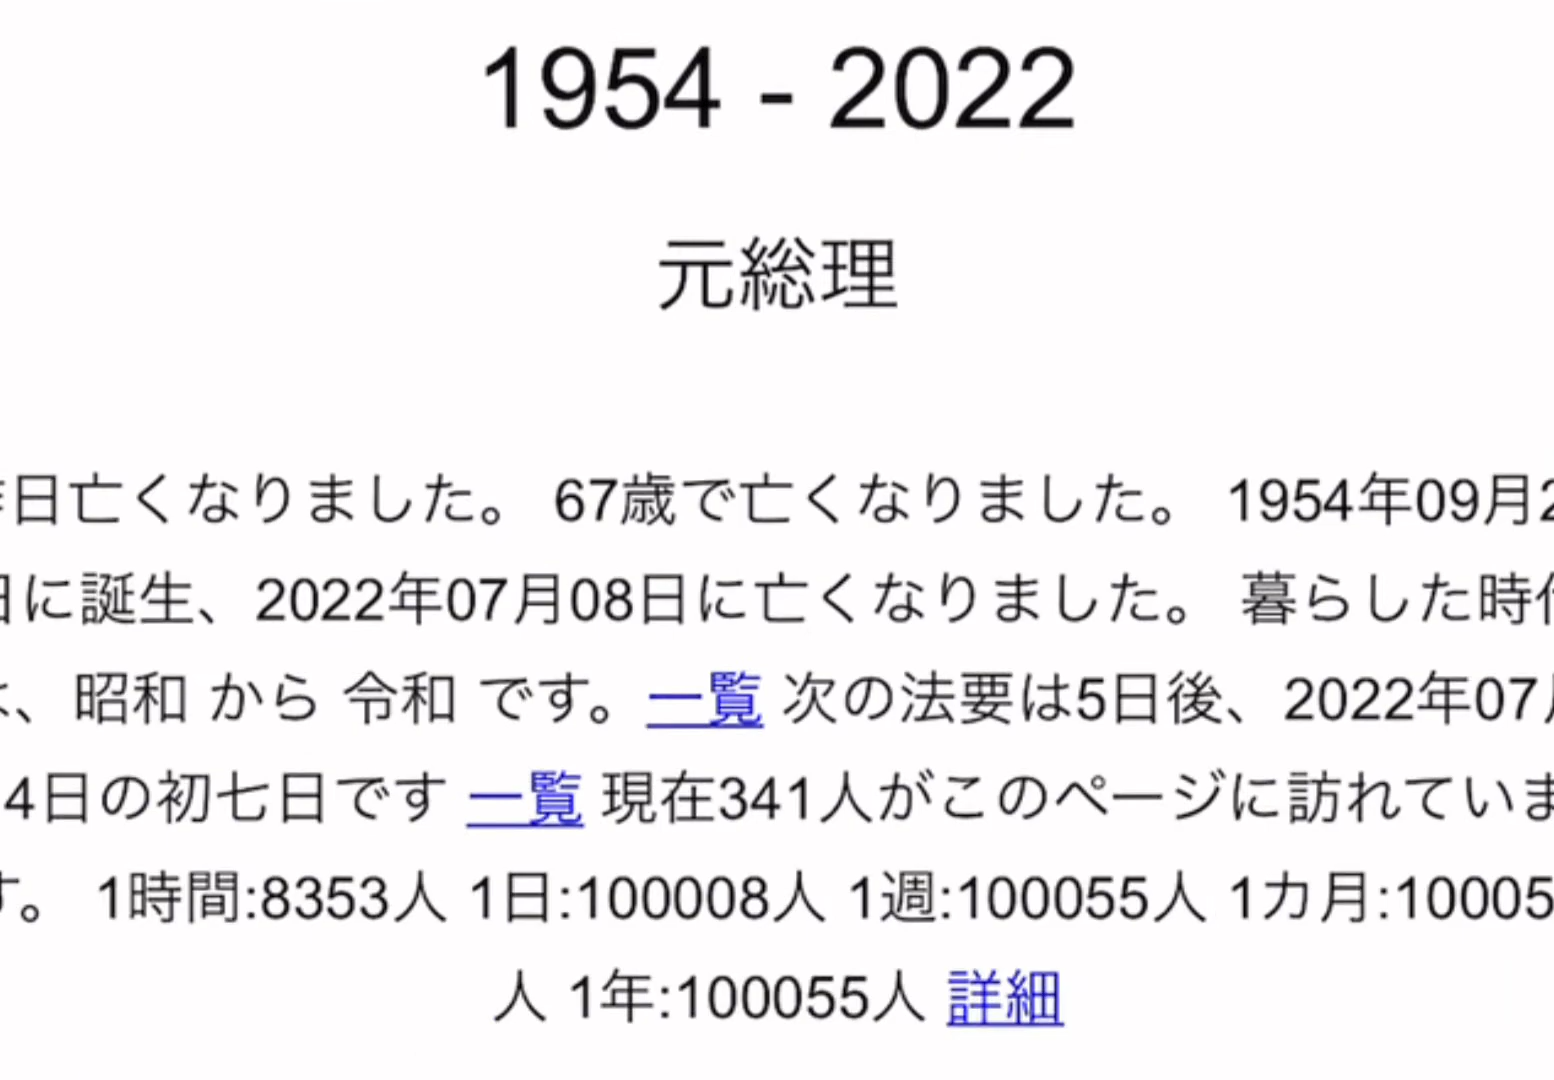 1954 - 2022
元総理
日亡くなりました。 67歳で亡くなりました。 1954年09月2
日に誕生、2022年07月08日に亡くなりました。 暮らした時代
は、昭和 から 令和 です。一覧 次の法要は5日後、2022年07月
4日の初七日です 一覧 現在341人がこのページに訪れていま
す。 1時間:8353人 1日:100008人 1週:100055人 1カ月:10005
人 1年:100055人 詳細